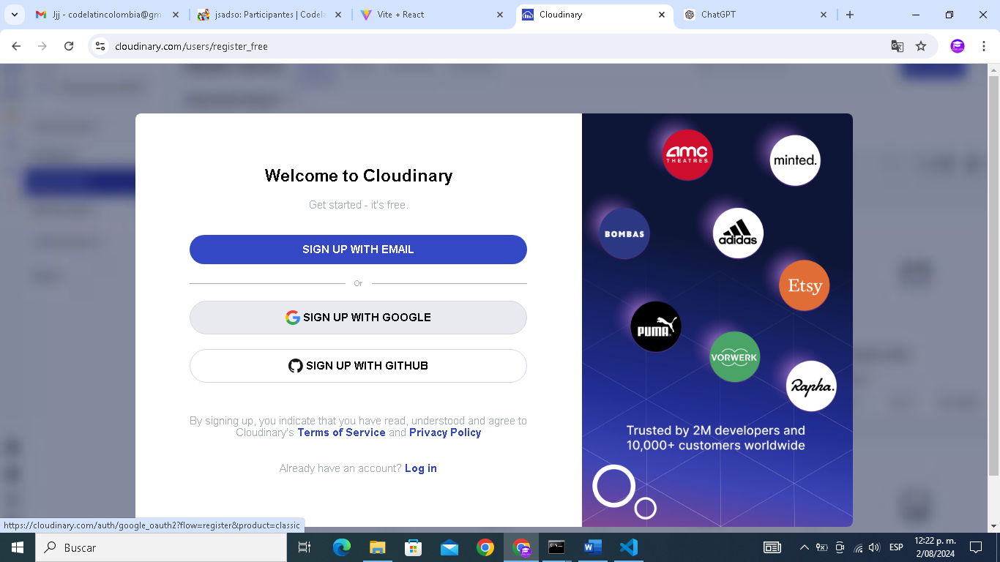 Jjj - codelatincolombia@gm
jsadso: Participantes | Codel
Vite + React
Cloudinary
ChatGPT
cloudinary.com/users/register_free
Welcome to Cloudinary
Get started - it's free.
SIGN UP WITH EMAIL
Or
SIGN UP WITH GOOGLE
SIGN UP WITH GITHUB
By signing up, you indicate that you have read, understood and agree to
Cloudinary's Terms of Service and Privacy Policy
Already have an account? Log in
amc
THEATRES
minted.
BOMBAS
adidas
Etsy
PUMA
VORWERK
Rapha.
Trusted by 2M developers and
10,000+ customers worldwide
https://cloudinary.com/auth/google_oauth2?flow=register&product=classic
Buscar
ESP
12:22 p. m.
2/08/2024